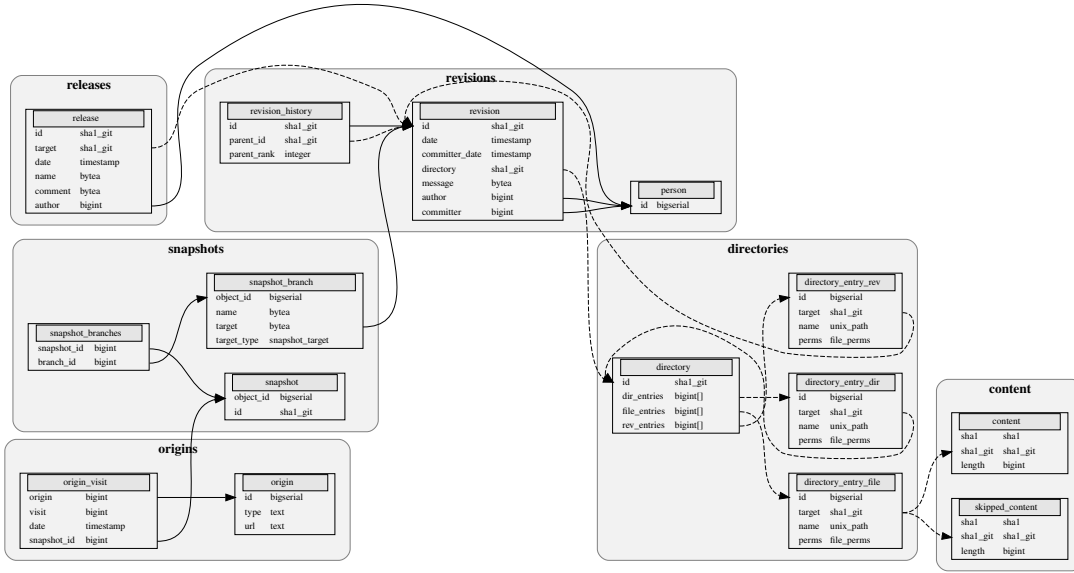 releases
release
id sha1_git
target sha1_git
date timestamp
name bytea
comment bytea
author bigint
revisions
revision_history
id sha1_git
parent_id sha1_git
parent_rank integer
revision
id sha1_git
date timestamp
committer_date timestamp
directory sha1_git
message bytea
author bigint
committer bigint
person
id bigserial
snapshots
snapshot_branches
snapshot_id bigint
branch_id bigint
snapshot_branch
object_id bigserial
name bytea
target bytea
target_type snapshot_target
snapshot
object_id bigserial
id sha1_git
origins
origin_visit
origin bigint
visit bigint
date timestamp
snapshot_id bigint
origin
id bigserial
type text
url text
directories
directory
id sha1_git
dir_entries bigint[]
file_entries bigint[]
rev_entries bigint[]
directory_entry_rev
id bigserial
target sha1_git
name unix_path
perms file_perms
directory_entry_dir
id bigserial
target sha1_git
name unix_path
perms file_perms
directory_entry_file
id bigserial
target sha1_git
name unix_path
perms file_perms
content
content
sha1 sha1
sha1_git sha1_git
length bigint
skipped_content
sha1 sha1
sha1_git sha1_git
length bigint